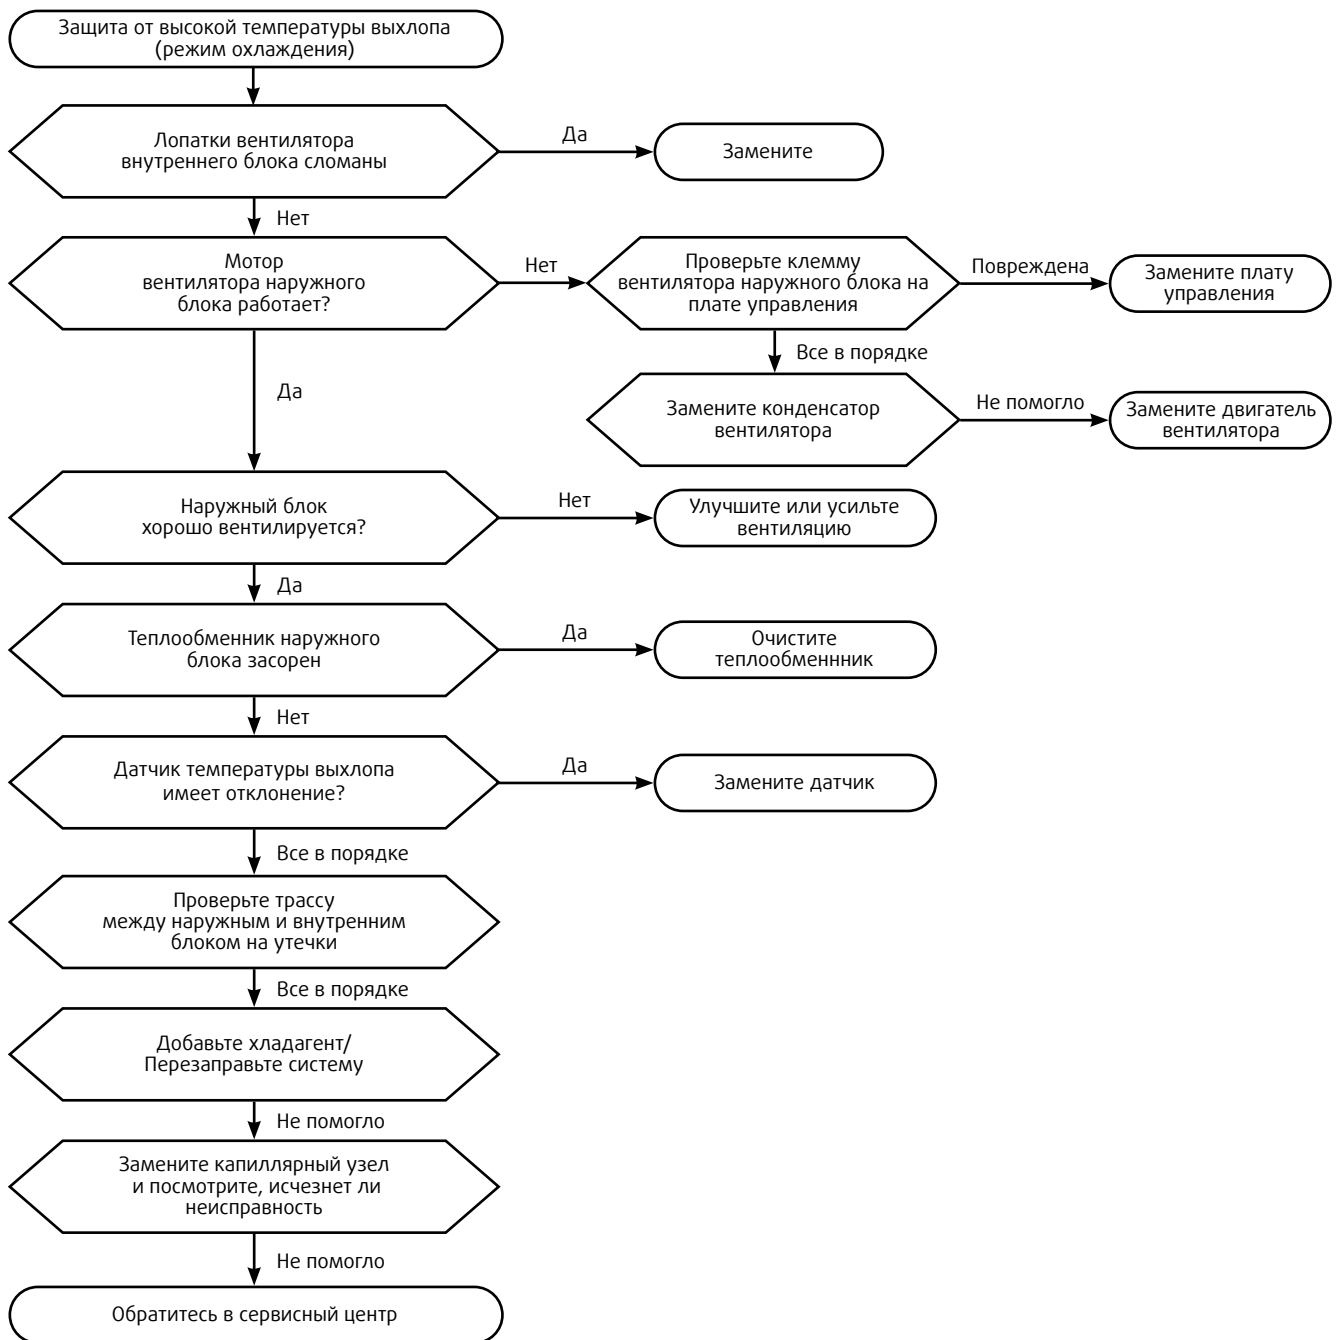 Защита от высокой температуры выхлопа
(режим охлаждения)
Лопатки вентилятора
внутреннего блока сломаны
Да
Замените
Нет
Мотор
вентилятора наружного
блока работает?
Нет
Проверьте клемму
вентилятора наружного блока на
плате управления
Повреждена
Замените плату
управления
Все в порядке
Да
Замените конденсатор
вентилятора
Не помогло
Замените двигатель
вентилятора
Наружный блок
хорошо вентилируется?
Нет
Улучшите или усильте
вентиляцию
Да
Теплообменник наружного
блока засорен
Да
Очистите
теплообменнник
Нет
Датчик температуры выхлопа
имеет отклонение?
Да
Замените датчик
Все в порядке
Проверьте трассу
между наружным и внутренним
блоком на утечки
Все в порядке
Добавьте хладагент/
Перезаправьте систему
Не помогло
Замените капиллярный узел
и посмотрите, исчезнет ли
неисправность
Не помогло
Обратитесь в сервисный центр